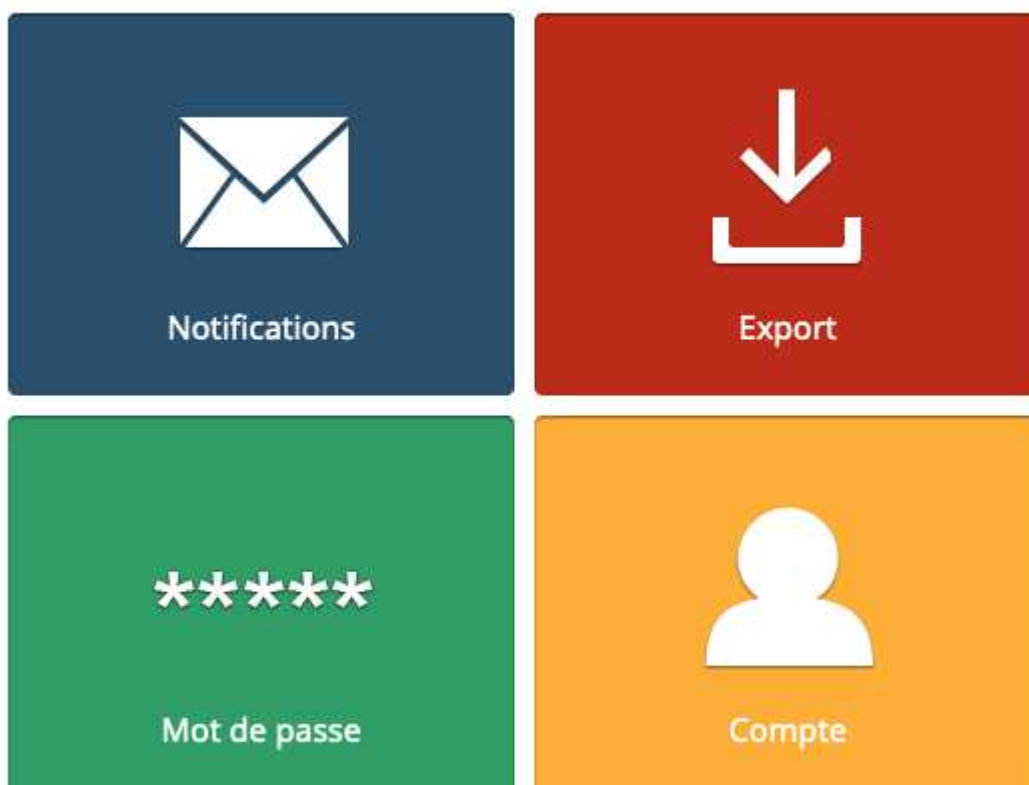 Notifications
Export
*****
Mot de passe
Compte